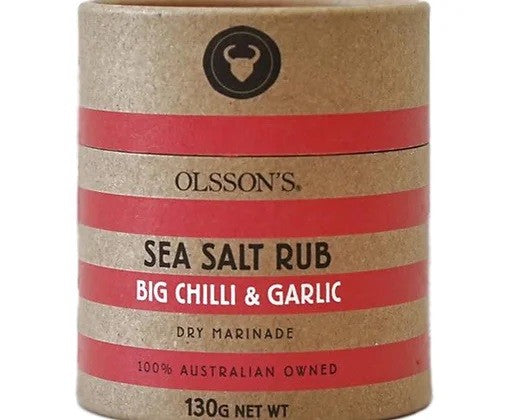 OLSSON'S®
SEA SALT RUB
BIG CHILLI & GARLIC
DRY MARINADE
100% AUSTRALIAN OWNED
130G NET WT